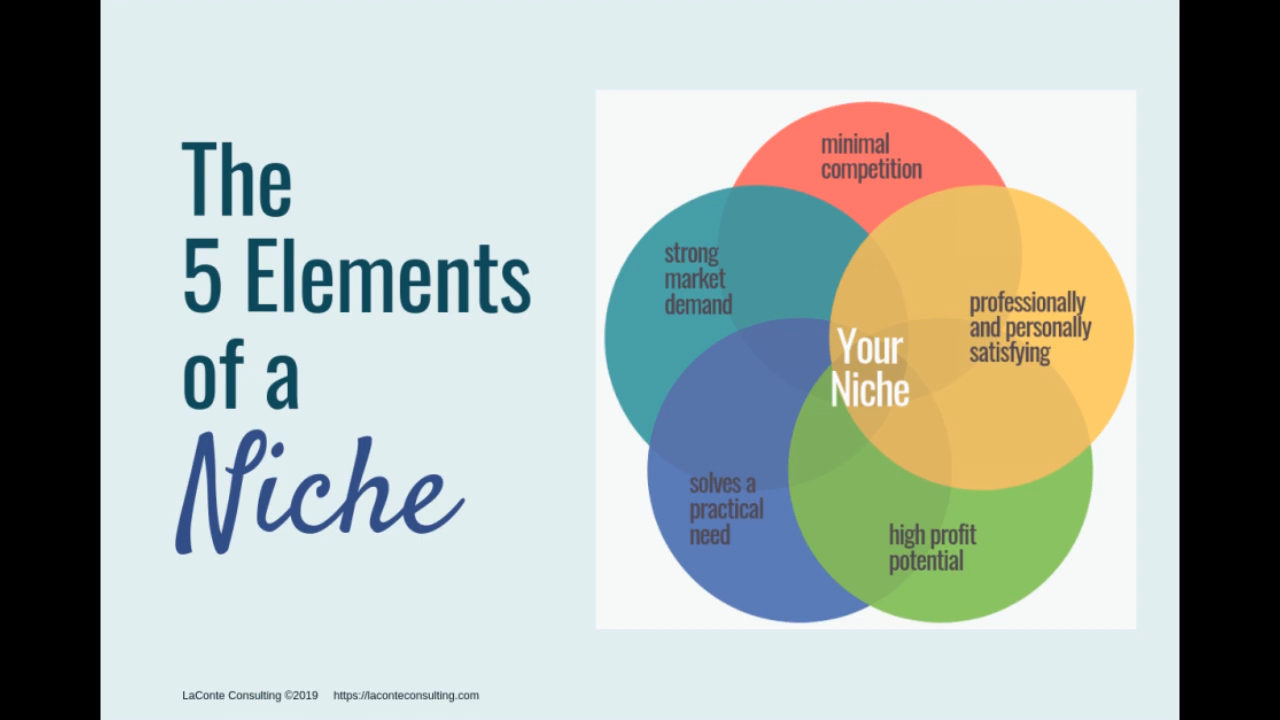 The
5 Elements
of a
Niche
minimal
competition
strong
market
demand
professionally
and personally
satisfying
Your
Niche
solves a
practical
need
high profit
potential
LaConte Consulting ©2019 https://laconteconsulting.com